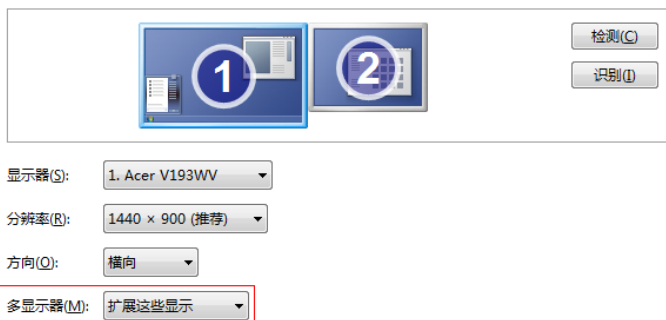 1
2
检测(C)
识别(I)
显示器(S): 1. Acer V193WV
分辨率(R): 1440 × 900 (推荐)
方向(O): 横向
多显示器(M): 扩展这些显示